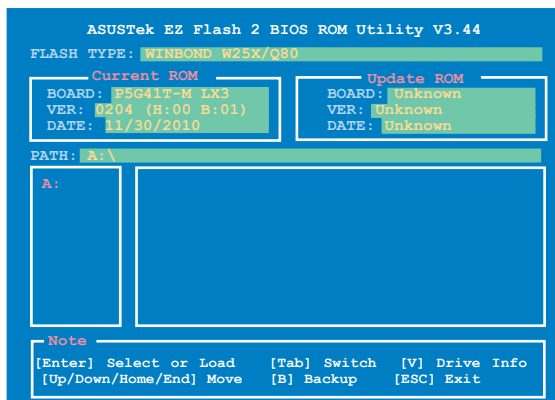 ASUSTek EZ Flash 2 BIOS ROM Utility V3.44
FLASH TYPE: WINBOND W25X/Q80
Current ROM
BOARD: P5G41T-M LX3
VER: 0204 (H:00 B:01)
DATE: 11/30/2010
Update ROM
BOARD: Unknown
VER: Unknown
DATE: Unknown
PATH: A:\
A:
Note
[Enter] Select or Load [Tab] Switch [V] Drive Info
[Up/Down/Home/End] Move [B] Backup [ESC] Exit